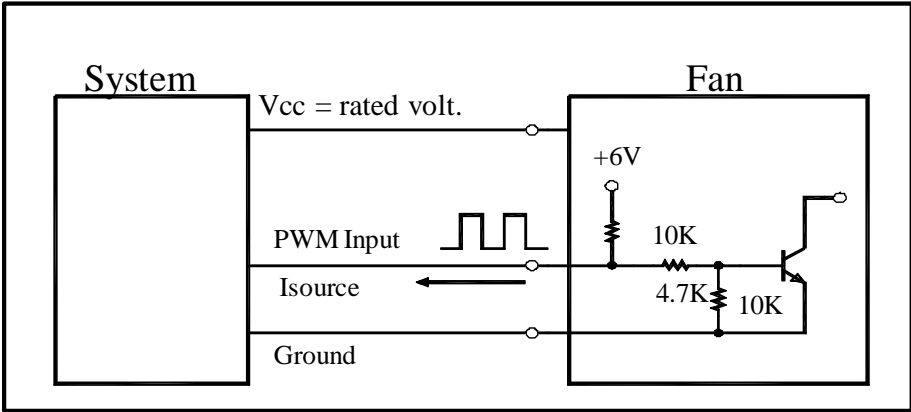 System
Fan
Vcc = rated volt.
+6V
PWM Input
10K
Isource
4.7K
10K
Ground